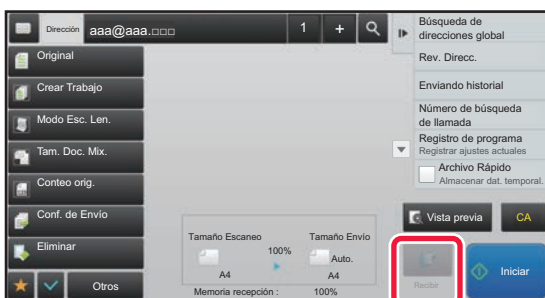 Dirección aaa@aaa.□□□ 1 +
Original
Crear Trabajo
Modo Esc. Len.
Tam. Doc. Mix.
Conteo orig.
Conf. de Envío
Eliminar
Otros
Tamaño Escaneo
Tamaño Envío
100%
Auto.
A4
A4
Memoria recepción : 100%
Búsqueda de
direcciones global
Rev. Direcc.
Enviando historial
Número de búsqueda
de llamada
Registro de programa
Registrar ajustes actuales
Archivo Rápido
Almacenar dat. temporal.
Vista previa
CA
Recibir
Iniciar